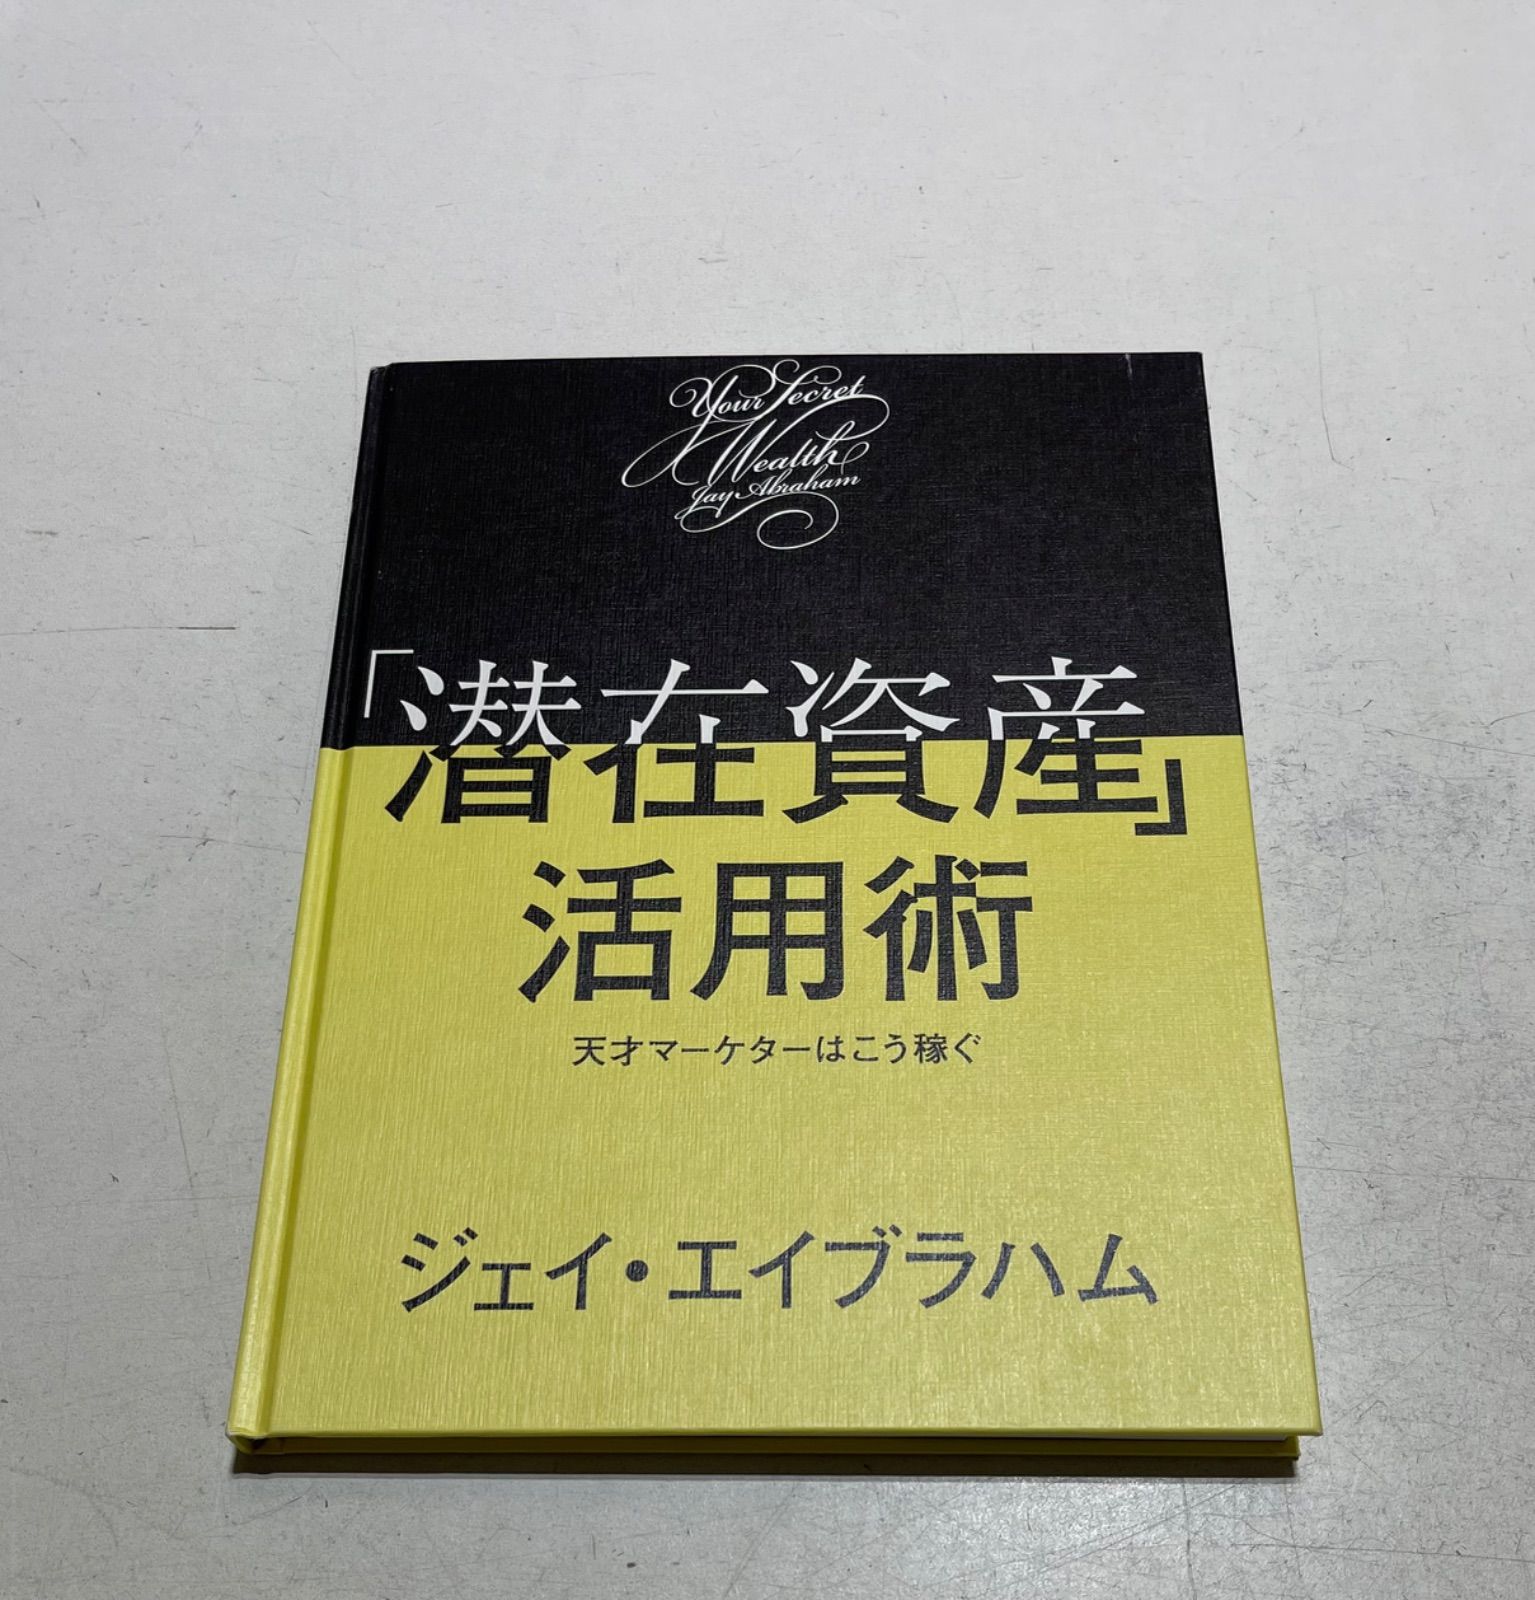 Your Secret
Wealth
Jay Abraham
「潜在資産」
活用術
天才マーケターはこう稼ぐ
ジェイ・エイブラハム